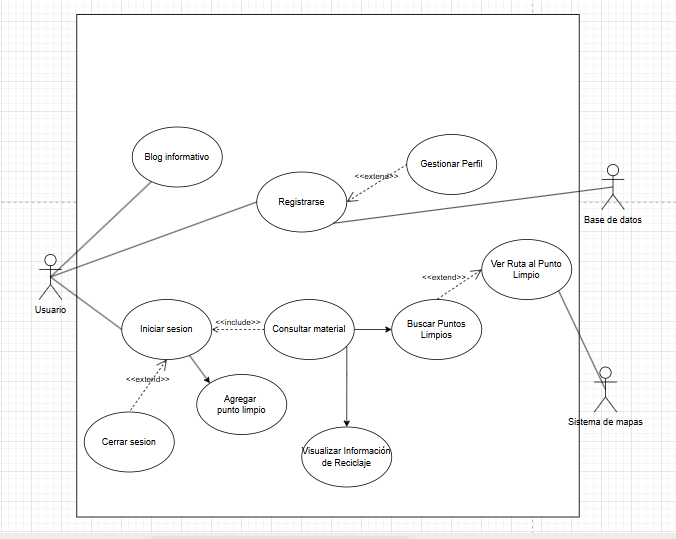 Blog informativo
Gestionar Perfil
<<extend>>
Registrarse
Base de datos
Ver Ruta al Punto
Limpio
<<extend>>
Usuario
<<include>>
Iniciar sesion
Consultar material
Buscar Puntos
Limpios
<<extend>>
Agregar
punto limpio
Sistema de mapas
Cerrar sesion
Visualizar Información
de Reciclaje